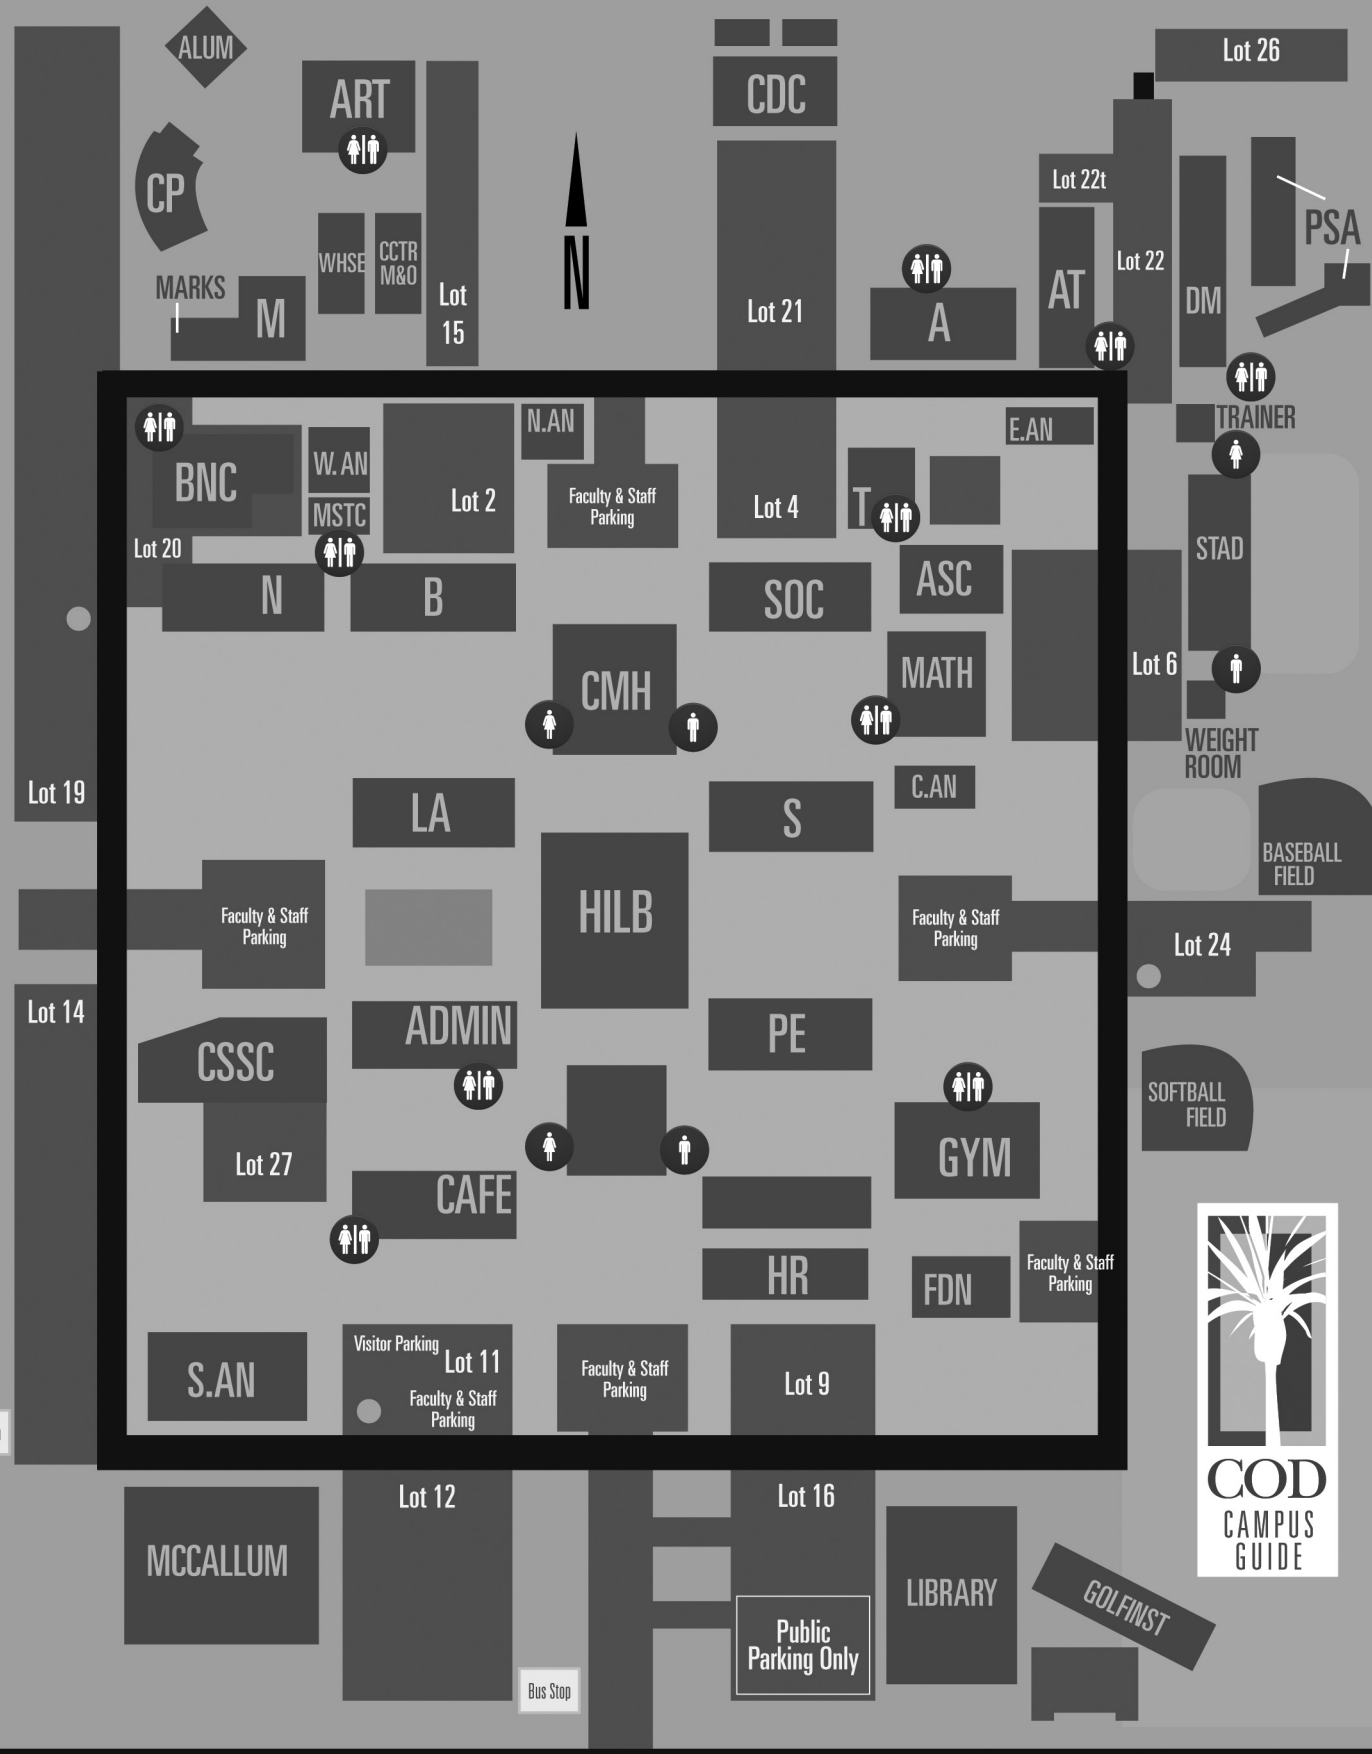 ALUM
ART
CDC
Lot 26
CP
Lot 22t
PSA
WHSE
CCTR
M&O
MARKS
M
Lot
15
N
Lot 21
A
AT
Lot 22
DM
TRAINER
BNC
W.AN
MSTC
Lot 20
Lot 2
N.AN
Faculty & Staff
Parking
Lot 4
T
E.AN
STAD
N
B
SOC
ASC
CMH
MATH
Lot 6
WEIGHT
ROOM
Lot 19
LA
S
C.AN
BASEBALL
FIELD
Faculty & Staff
Parking
HILB
Faculty & Staff
Parking
Lot 24
Lot 14
CSSC
ADMIN
PE
SOFTBALL
FIELD
Lot 27
CAFE
GYM
HR
FDN
Faculty & Staff
Parking
S.AN
Visitor Parking
Lot 11
Faculty & Staff
Parking
Faculty & Staff
Parking
Lot 9
COD
CAMPUS
GUIDE
Lot 12
Lot 16
MCCALLUM
LIBRARY
GOLFINST
Public
Parking Only
Bus Stop